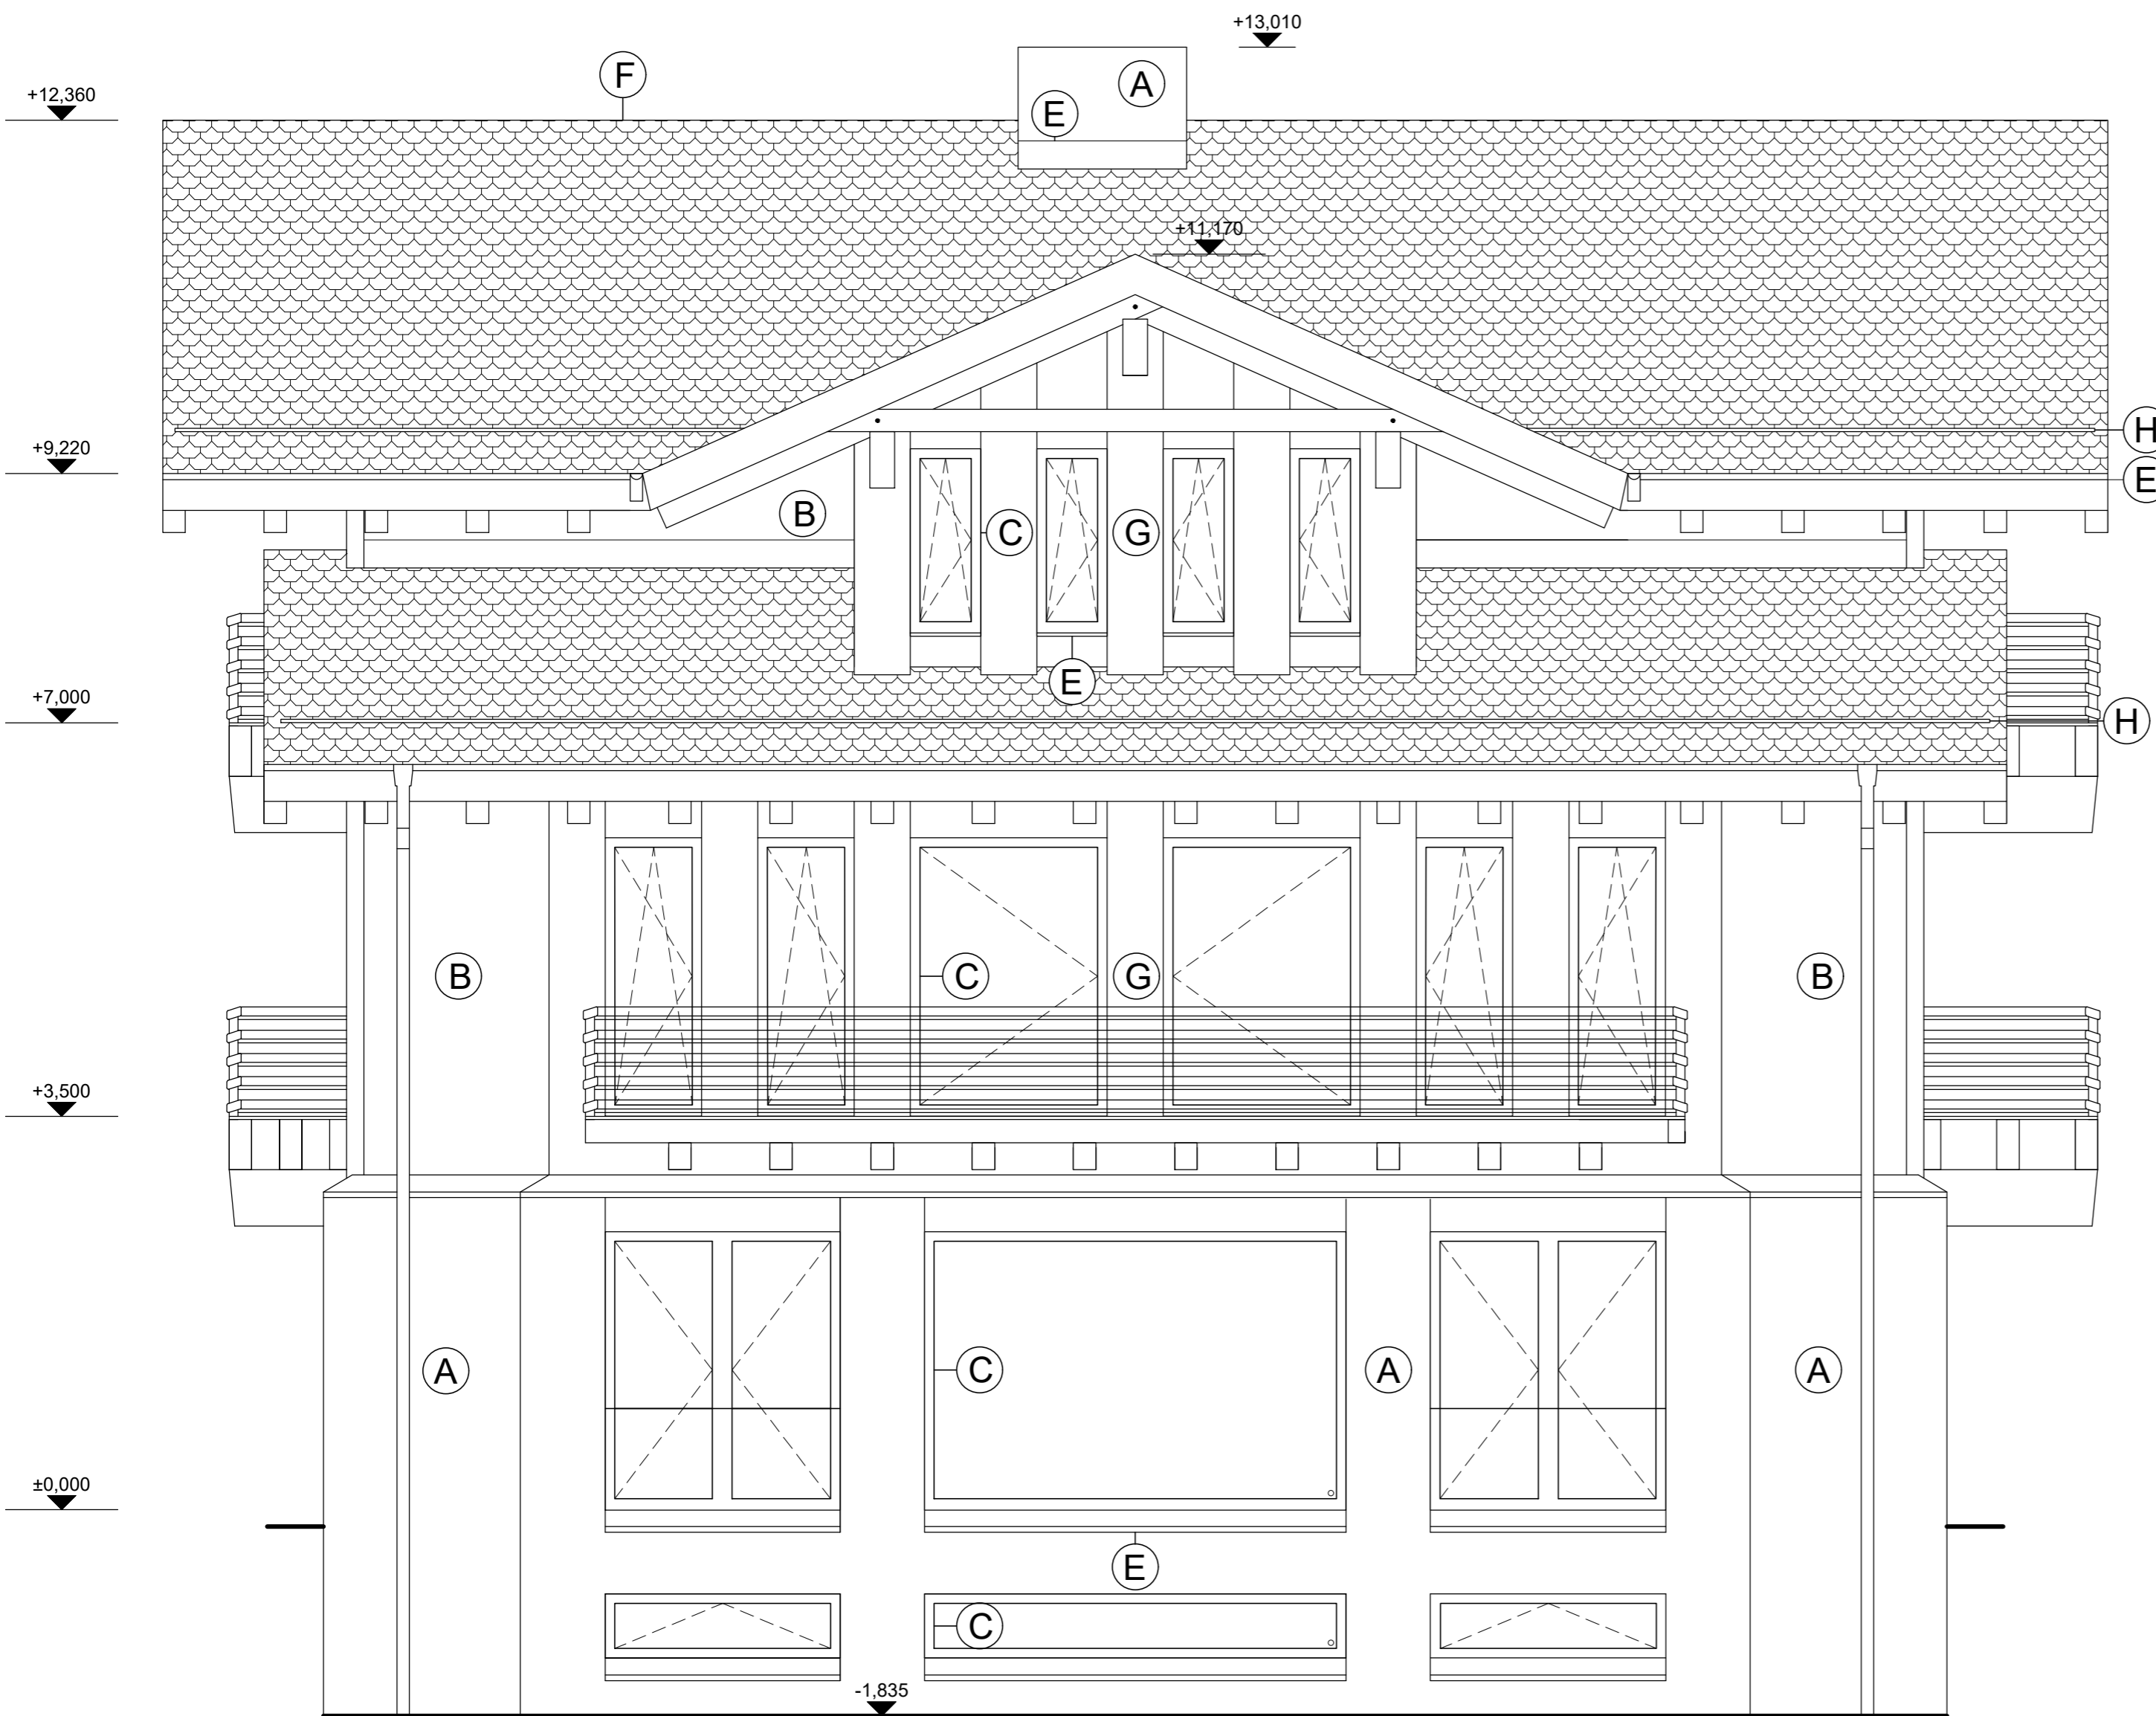 +13,010
F
A
+12,360
E
+11,170
H
+9,220
E
B
C
G
E
+7,000
H
B
C
G
B
+3,500
A
C
A
A
±0,000
E
C
-1,835